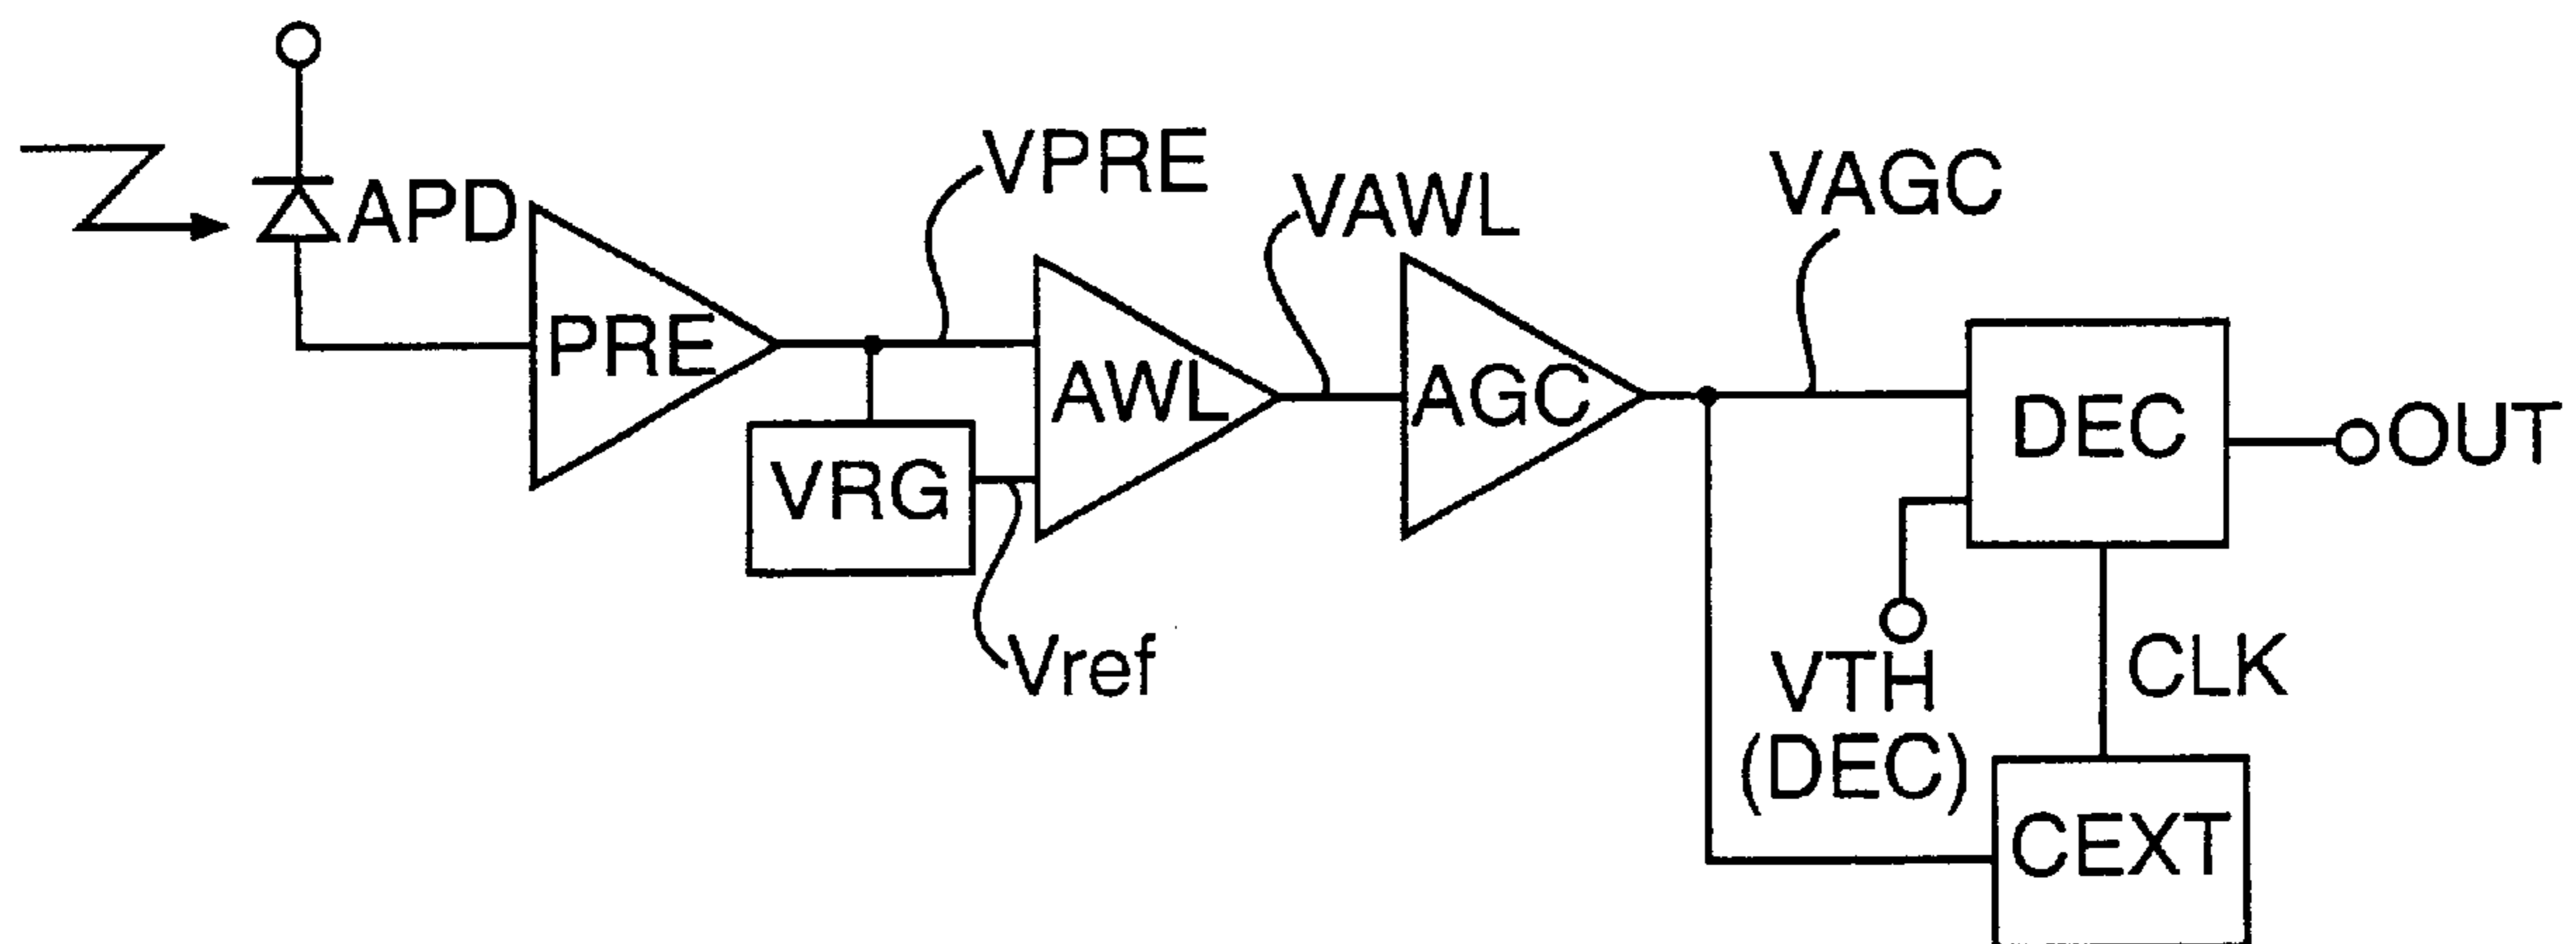 APD
PRE
VPRE
VRG
Vref
AWL
VAWL
AGC
VAGC
DEC
OUT
VTH
(DEC)
CLK
CEXT